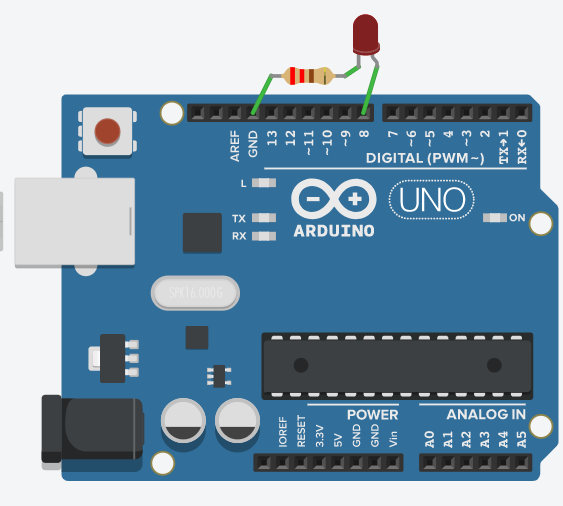 AREF
GND
13
12
~11
~10
~9
8
7
~6
~5
4
~3
2
TX→1
RX←0
DIGITAL (PWM~)
L
TX
RX
ARDUINO
UNO
ON
SPK16.000G
POWER
ANALOG IN
IOREF
RESET
3.3V
5V
GND
GND
Vin
A0
A1
A2
A3
A4
A5